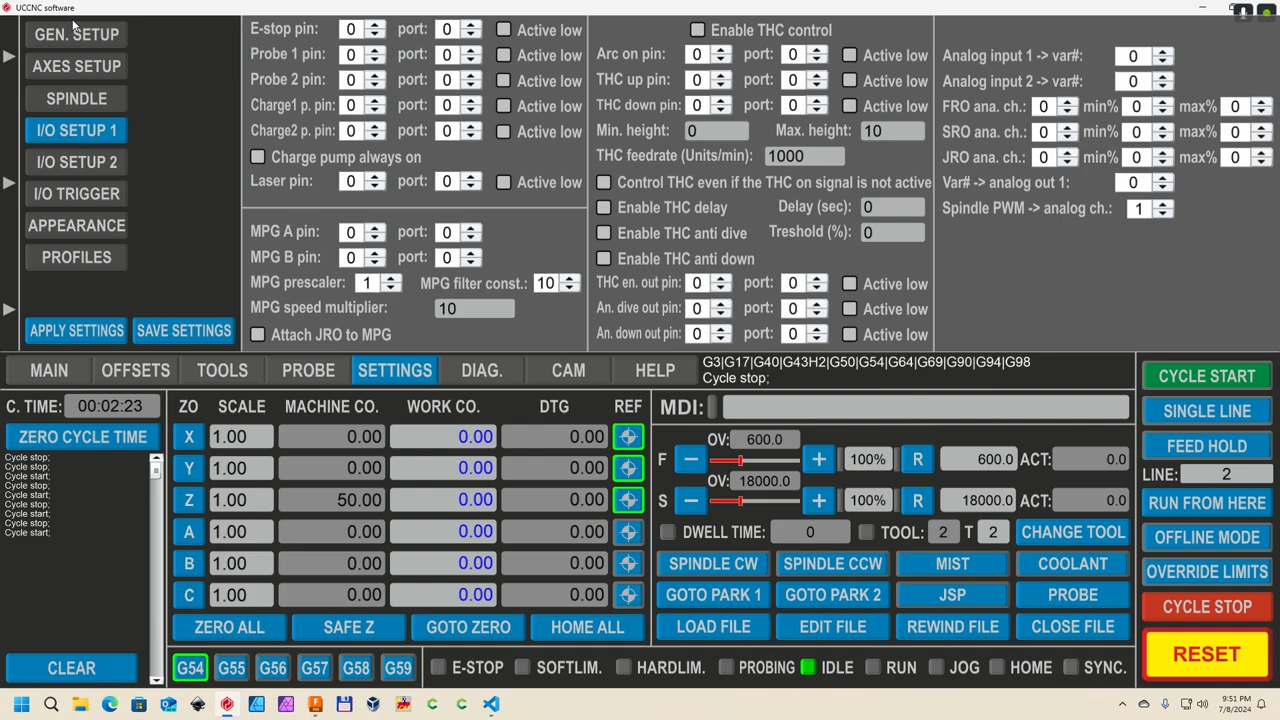 UCCNC software
GEN. SETUP
AXES SETUP
SPINDLE
I/O SETUP 1
I/O SETUP 2
I/O TRIGGER
APPEARANCE
PROFILES
APPLY SETTINGS SAVE SETTINGS
E-stop pin: 0 port: 0 Active low
Probe 1 pin: 0 port: 0 Active low
Probe 2 pin: 0 port: 0 Active low
Charge1 p. pin: 0 port: 0 Active low
Charge2 p. pin: 0 port: 0 Active low
Charge pump always on
Laser pin: 0 port: 0 Active low
MPG A pin: 0 port: 0
MPG B pin: 0 port: 0
MPG prescaler: 1 MPG filter const.: 10
MPG speed multiplier: 10
Attach JRO to MPG
Enable THC control
Arc on pin: 0 port: 0 Active low
THC up pin: 0 port: 0 Active low
THC down pin: 0 port: 0 Active low
Min. height: 0 Max. height: 10
THC feedrate (Units/min): 1000
Control THC even if the THC on signal is not active
Enable THC delay Delay (sec): 0
Enable THC anti dive Treshold (%): 0
Enable THC anti down
THC en. out pin: 0 port: 0 Active low
An. dive out pin: 0 port: 0 Active low
An. down out pin: 0 port: 0 Active low
Analog input 1 -> var#: 0
Analog input 2 -> var#: 0
FRO ana. ch.: 0 min% 0 max% 0
SRO ana. ch.: 0 min% 0 max% 0
JRO ana. ch.: 0 min% 0 max% 0
Var# -> analog out 1: 0
Spindle PWM -> analog ch.: 1
MAIN OFFSETS TOOLS PROBE SETTINGS DIAG. CAM HELP
G3|G17|G40|G43H2|G50|G54|G64|G69|G90|G94|G98
Cycle stop;
C. TIME: 00:02:23
ZERO CYCLE TIME
Cycle stop;
Cycle stop;
Cycle start;
Cycle stop;
Cycle stop;
Cycle start;
Cycle start;
Cycle stop;
Cycle start;
CLEAR
ZO SCALE MACHINE CO. WORK CO. DTG REF
X 1.00 0.00 0.00 0.00
Y 1.00 0.00 0.00 0.00
Z 1.00 50.00 0.00 0.00
A 1.00 0.00 0.00 0.00
B 1.00 0.00 0.00 0.00
C 1.00 0.00 0.00 0.00
ZERO ALL SAFE Z GOTO ZERO HOME ALL
G54 G55 G56 G57 G58 G59
MDI:
OV: 600.0
F − + 100% R 600.0 ACT: 0.0
OV: 18000.0
S − + 100% R 18000.0 ACT: 0.0
DWELL TIME: 0 TOOL: 2 T 2 CHANGE TOOL
SPINDLE CW SPINDLE CCW MIST COOLANT
GOTO PARK 1 GOTO PARK 2 JSP PROBE
LOAD FILE EDIT FILE REWIND FILE CLOSE FILE
E-STOP SOFTLIM. HARDLIM. PROBING IDLE RUN JOG HOME SYNC.
CYCLE START
SINGLE LINE
FEED HOLD
LINE: 2
RUN FROM HERE
OFFLINE MODE
OVERRIDE LIMITS
CYCLE STOP
RESET
9:51 PM
7/8/2024